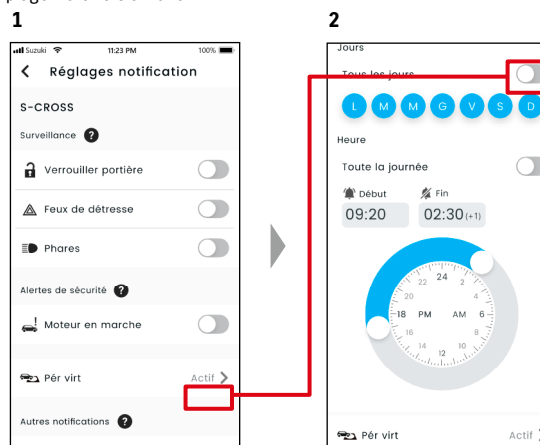 1
2
Suzuki 11:23 PM 100%
Réglages notification
S-CROSS
Surveillance ?
Verrouiller portière
Feux de détresse
Phares
Alertes de sécurité ?
Moteur en marche
Pér virt Actif
Autres notifications ?
Jours
Tous les jours
L M M G V S D
Heure
Toute la journée
Début Fin
09:20 02:30 (+1)
24
22 2
20 4
18 PM AM 6
16 8
14 10
12
Pér virt Actif